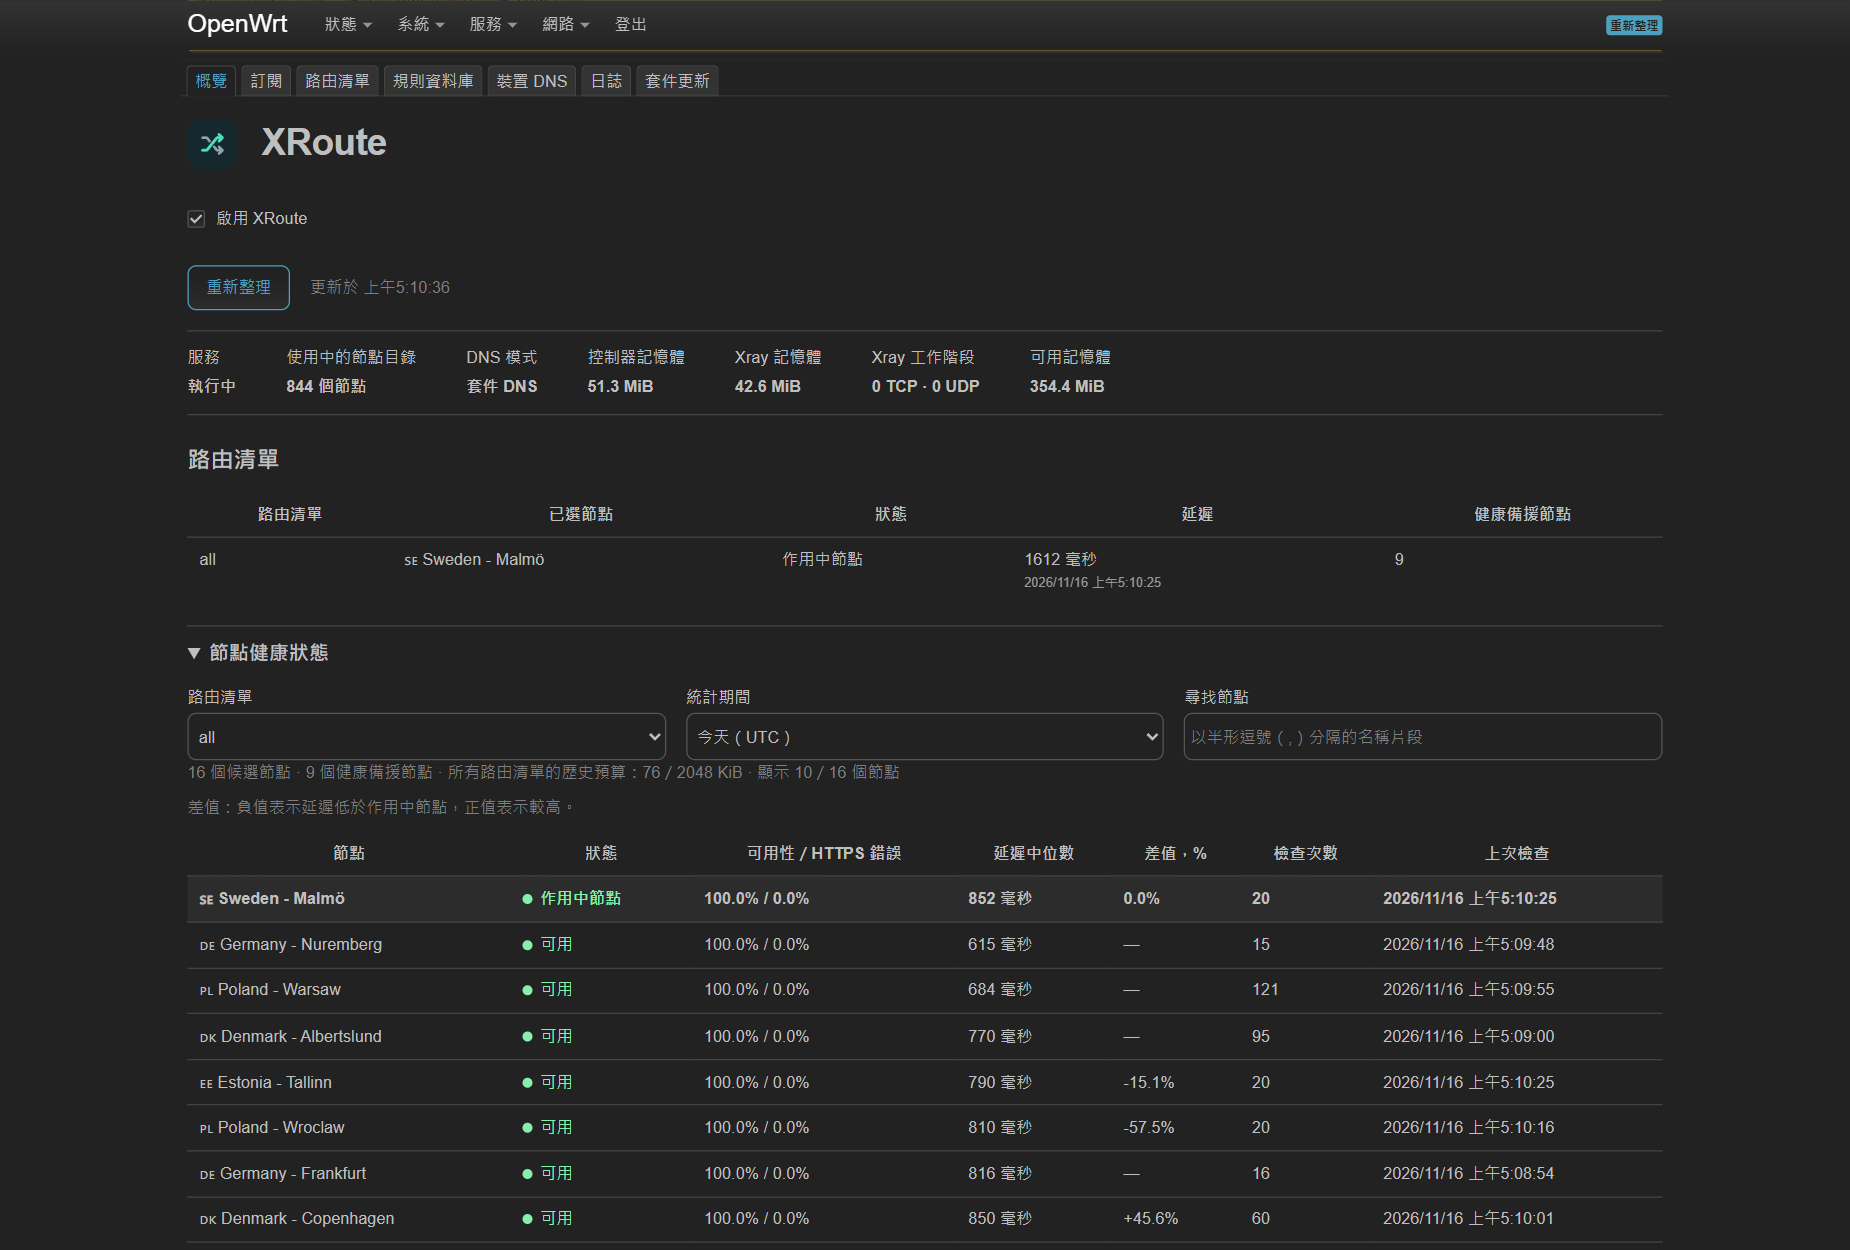 OpenWrt 狀態 系統 服務 網路 登出 重新整理
概覽 訂閱 路由清單 規則資料庫 裝置 DNS 日誌 套件更新
XRoute
啟用 XRoute
重新整理 更新於 上午5:10:36
服務 使用中的節點目錄 DNS 模式 控制器記憶體 Xray 記憶體 Xray 工作階段 可用記憶體
執行中 844 個節點 套件 DNS 51.3 MiB 42.6 MiB 0 TCP · 0 UDP 354.4 MiB
路由清單
路由清單 已選節點 狀態 延遲 健康備援節點
all SE Sweden - Malmö 作用中節點 1612 毫秒 9
2026/11/16 上午5:10:25
▼ 節點健康狀態
路由清單 統計期間 尋找節點
all 今天（UTC） 以半形逗號（,）分隔的名稱片段
16 個候選節點 · 9 個健康備援節點 · 所有路由清單的歷史預算：76 / 2048 KiB · 顯示 10 / 16 個節點
差值：負值表示延遲低於作用中節點，正值表示較高。
節點 狀態 可用性 / HTTPS 錯誤 延遲中位數 差值，% 檢查次數 上次檢查
SE Sweden - Malmö 作用中節點 100.0% / 0.0% 852 毫秒 0.0% 20 2026/11/16 上午5:10:25
DE Germany - Nuremberg 可用 100.0% / 0.0% 615 毫秒 — 15 2026/11/16 上午5:09:48
PL Poland - Warsaw 可用 100.0% / 0.0% 684 毫秒 — 121 2026/11/16 上午5:09:55
DK Denmark - Albertslund 可用 100.0% / 0.0% 770 毫秒 — 95 2026/11/16 上午5:09:00
EE Estonia - Tallinn 可用 100.0% / 0.0% 790 毫秒 -15.1% 20 2026/11/16 上午5:10:25
PL Poland - Wroclaw 可用 100.0% / 0.0% 810 毫秒 -57.5% 20 2026/11/16 上午5:10:16
DE Germany - Frankfurt 可用 100.0% / 0.0% 816 毫秒 — 16 2026/11/16 上午5:08:54
DK Denmark - Copenhagen 可用 100.0% / 0.0% 850 毫秒 +45.6% 60 2026/11/16 上午5:10:01